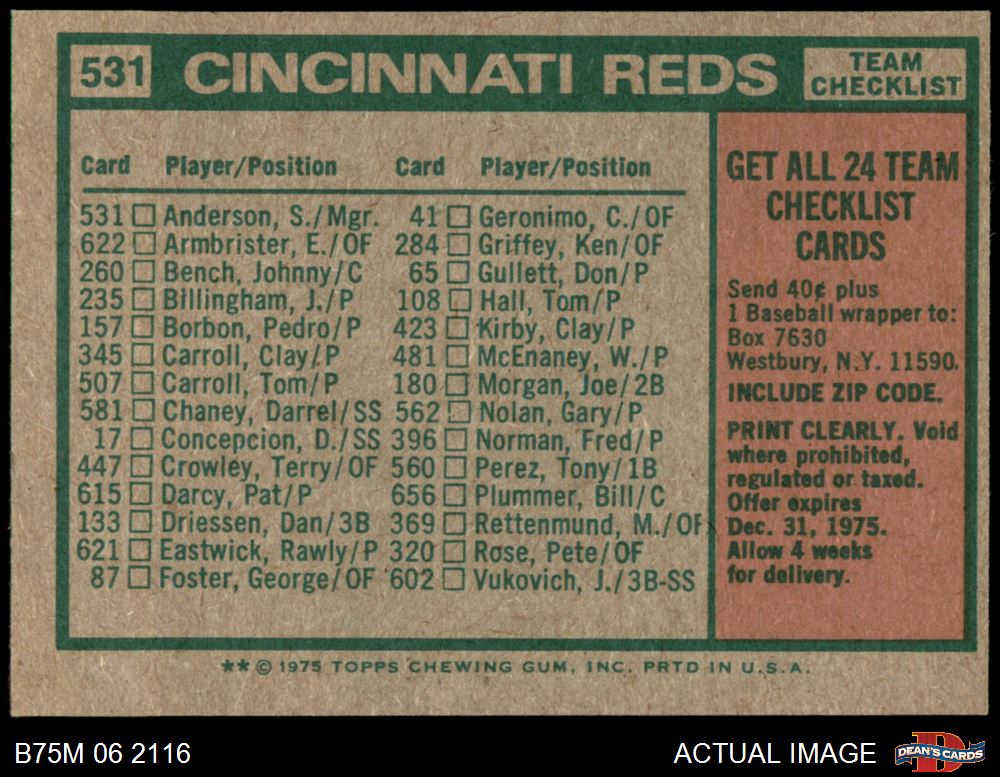 531 CINCINNATI REDS TEAM CHECKLIST
Card Player/Position Card Player/Position
531 Anderson, S./Mgr. 41 Geronimo, C./OF
622 Armbrister, E./OF 284 Griffey, Ken/OF
260 Bench, Johnny/C 65 Gullett, Don/P
235 Billingham, J./P 108 Hall, Tom/P
157 Borbon, Pedro/P 423 Kirby, Clay/P
345 Carroll, Clay/P 481 McEnaney, W./P
507 Carroll, Tom/P 180 Morgan, Joe/2B
581 Chaney, Darrel/SS 562 Nolan, Gary/P
17 Concepcion, D./SS 396 Norman, Fred/P
447 Crowley, Terry/OF 560 Perez, Tony/1B
615 Darcy, Pat/P 656 Plummer, Bill/C
133 Driessen, Dan/3B 369 Rettenmund, M./OF
621 Eastwick, Rawly/P 320 Rose, Pete/OF
87 Foster, George/OF 602 Vukovich, J./3B-SS
GET ALL 24 TEAM
CHECKLIST
CARDS
Send 40¢ plus
1 Baseball wrapper to:
Box 7630
Westbury, N.Y. 11590.
INCLUDE ZIP CODE.
PRINT CLEARLY. Void
where prohibited,
regulated or taxed.
Offer expires
Dec. 31, 1975.
Allow 4 weeks
for delivery.
** © 1975 TOPPS CHEWING GUM, INC. PRTD IN U.S.A.
B75M 06 2116
ACTUAL IMAGE
DEAN'S CARDS